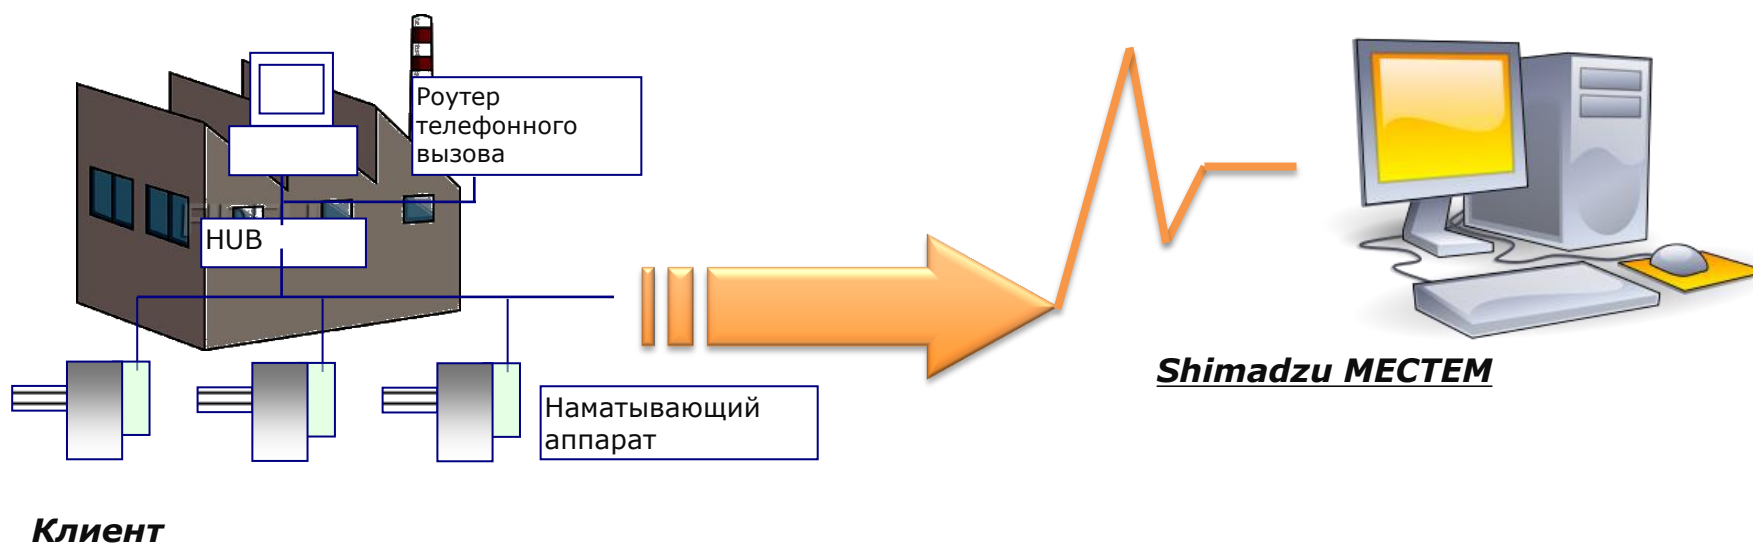 Роутер
телефонного
вызова
HUB
Наматывающий
аппарат
Shimadzu MECTEM
Клиент